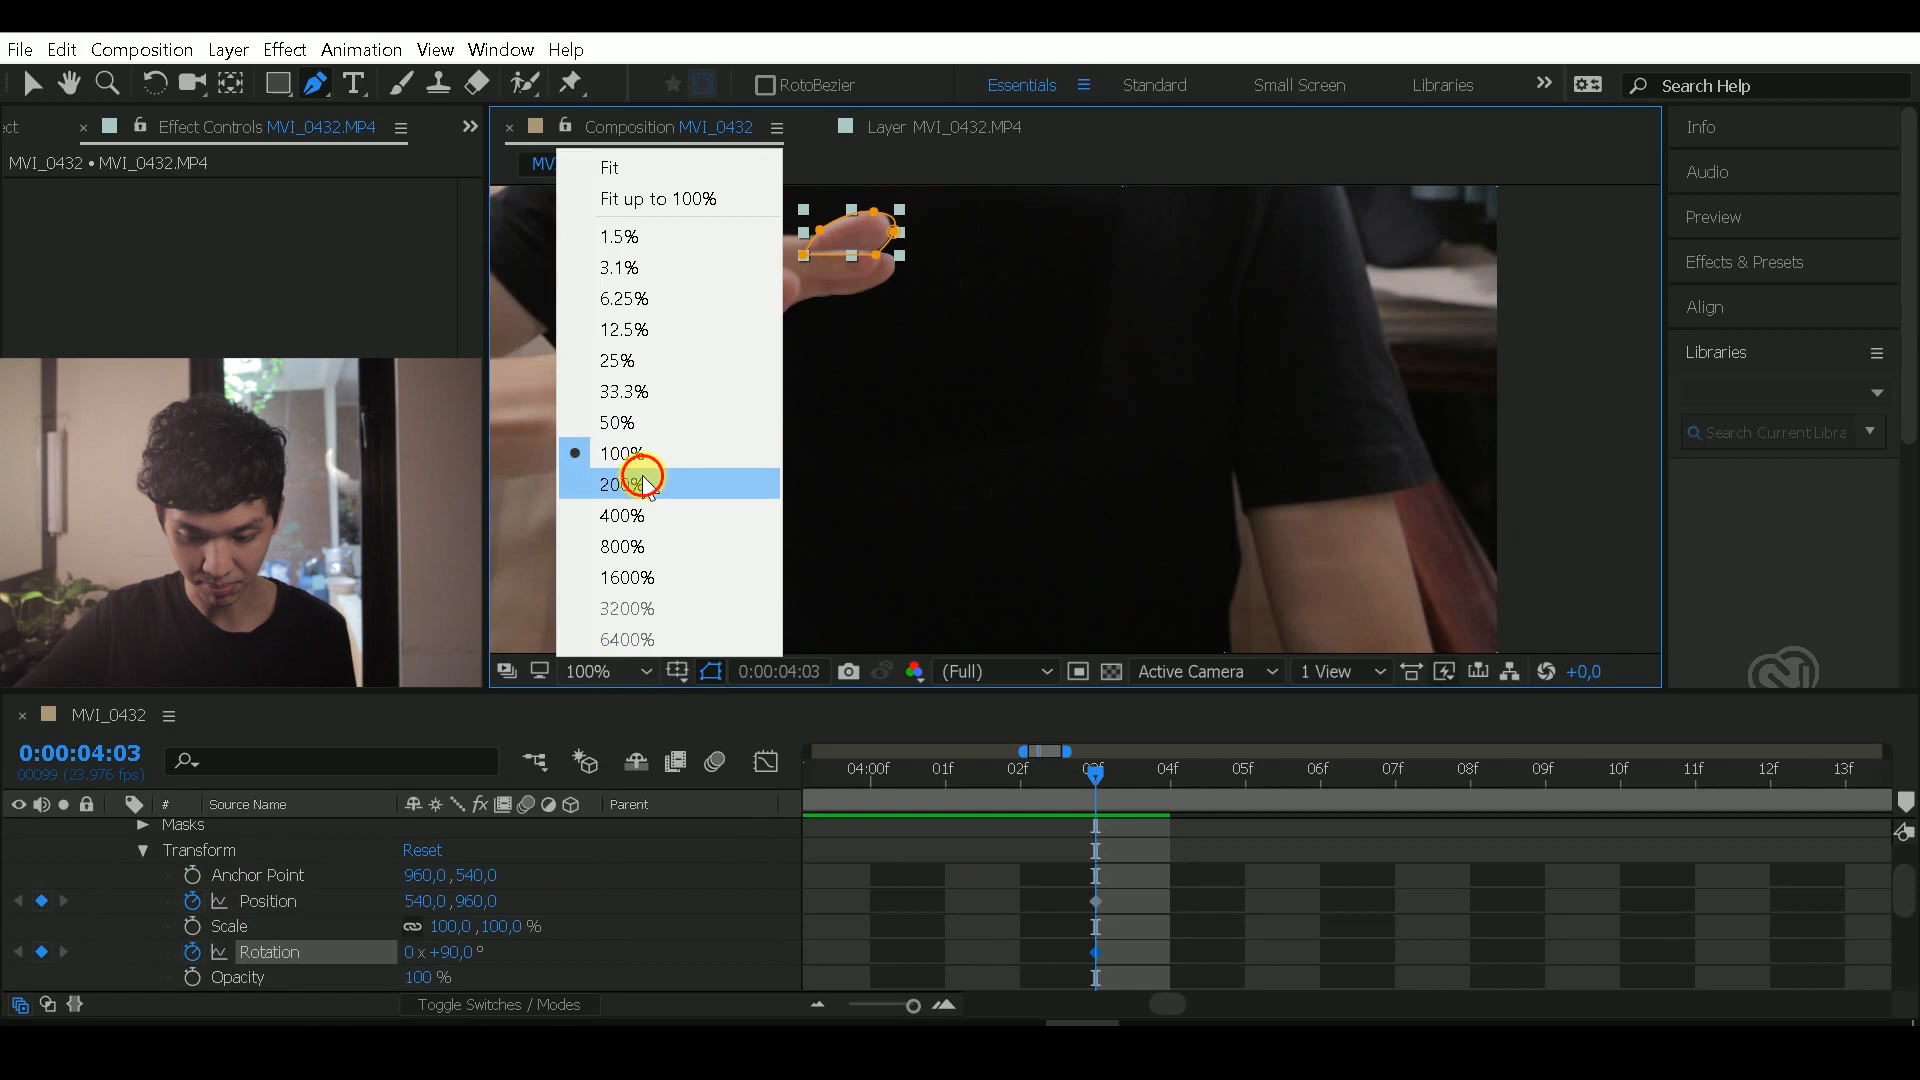 File Edit Composition Layer Effect Animation View Window Help
RotoBezier Essentials Standard Small Screen Libraries Search Help
ect Effect Controls MVI_0432.MP4 Composition MVI_0432 Layer MVI_0432.MP4 Info
MVI_0432 • MVI_0432.MP4
MV
Fit
Fit up to 100%
1.5%
3.1%
6.25%
12.5%
25%
33.3%
50%
100%
200%
400%
800%
1600%
3200%
6400%
Audio
Preview
Effects & Presets
Align
Libraries
Search Current Libra
100% 0:00:04:03 (Full) Active Camera 1 View +0,0
MVI_0432
0:00:04:03
00099 (23.976 fps)
04:00f 01f 02f 03f 04f 05f 06f 07f 08f 09f 10f 11f 12f 13f
# Source Name fx Parent
Masks
Transform Reset
Anchor Point 960,0 , 540,0
Position 540,0 , 960,0
Scale 100,0 , 100,0 %
Rotation 0 x +90,0 °
Opacity 100 %
Toggle Switches / Modes